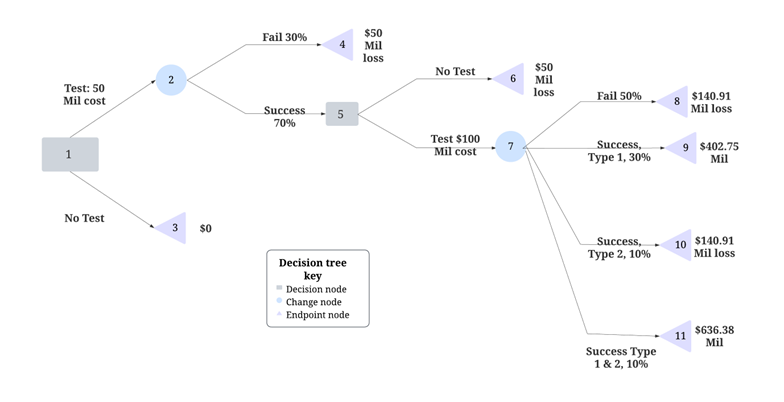 Fail 30%
4
$50
Mil
loss
2
Test: 50
Mil cost
Success
70%
5
No Test
6
$50
Mil
loss
Test $100
Mil cost
7
Fail 50%
8
$140.91
Mil loss
Success,
Type 1, 30%
9
$402.75
Mil
Success,
Type 2, 10%
10
$140.91
Mil loss
Success Type
1 & 2, 10%
11
$636.38
Mil
1
No Test
3
$0
Decision tree
key
Decision node
Change node
Endpoint node